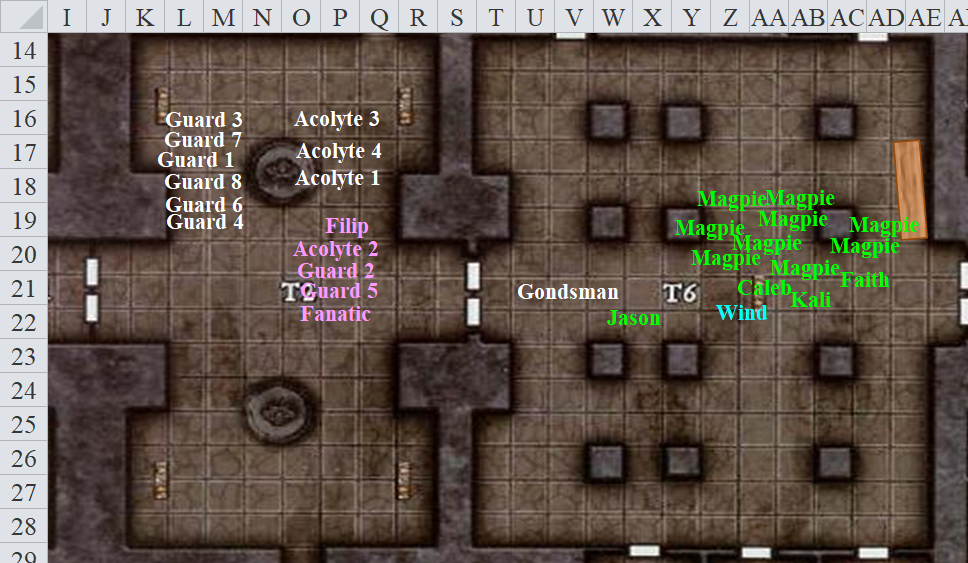 I J K L M N O P Q R S T U V W X Y Z AA AB AC AD AE
14
15
16 Guard 3 Acolyte 3
Guard 7
17 Guard 1 Acolyte 4
18 Guard 8 Acolyte 1
Guard 6 Magpie Magpie
19 Guard 4 Filip Magpie Magpie Magpie
20 Acolyte 2 Magpie Magpie Magpie
Guard 2 Magpie Faith
21 T2 Guard 5 Gondsman T6 Caleb Kali
22 Fanatic Jason Wind
23
24
25
26
27
28
29